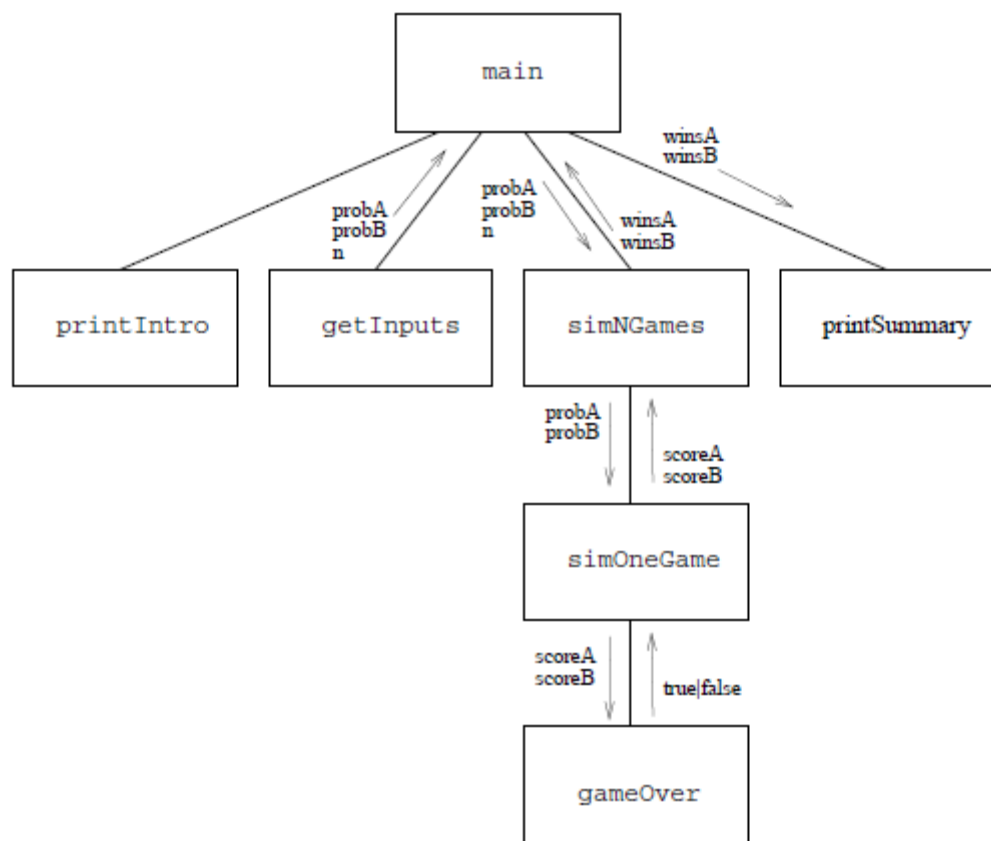 main
winsA
winsB
probA
probB
n
probA
probB
n
winsA
winsB
printIntro
getInputs
simNGames
printSummary
probA
probB
scoreA
scoreB
simOneGame
scoreA
scoreB
true|false
gameOver